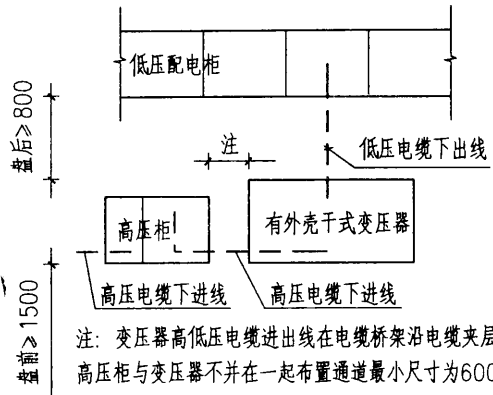 低压配电柜
盘后≥800
注
低压电缆下出线
高压柜
有外壳干式变压器
高压电缆下进线
高压电缆下进线
盘前≥1500
注: 变压器高低压电缆进出线在电缆桥架沿电缆夹层
高压柜与变压器不并在一起布置通道最小尺寸为600